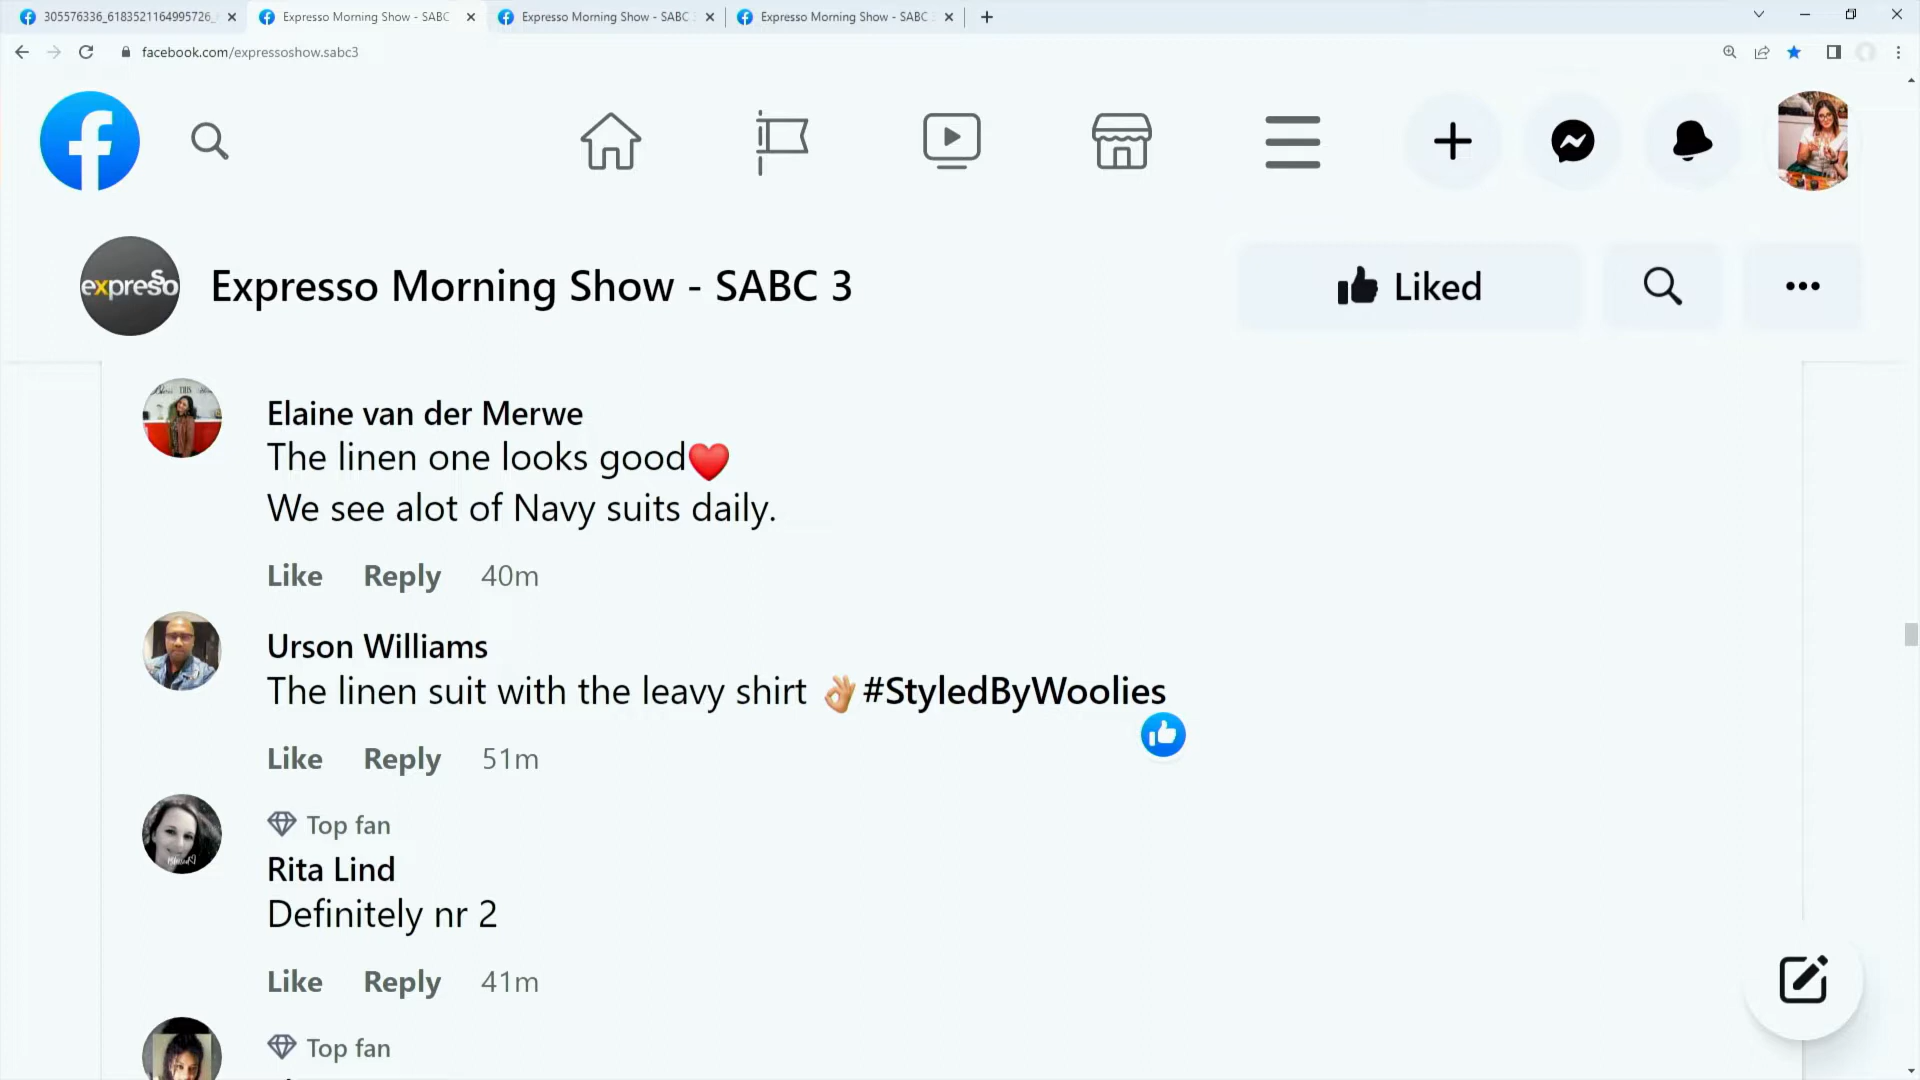 305576336_6183521164995726_
Expresso Morning Show - SABC
Expresso Morning Show - SABC 3
Expresso Morning Show - SABC 3
facebook.com/expressoshow.sabc3
expresso
Expresso Morning Show - SABC 3
Liked
Elaine van der Merwe
The linen one looks good❤️
We see alot of Navy suits daily.
Like Reply 40m
Urson Williams
The linen suit with the leavy shirt 👌🏼#StyledByWoolies
Like Reply 51m
Top fan
Rita Lind
Definitely nr 2
Like Reply 41m
Top fan